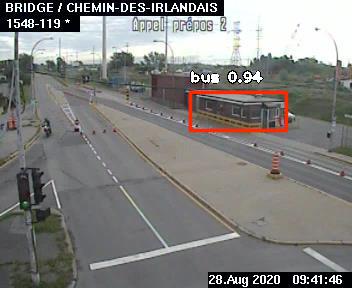 BRIDGE / CHEMIN-DES-IRLANDAIS
1548-119 *
Appel prépos 2
bus 0.94
28.Aug 2020 09:41:46